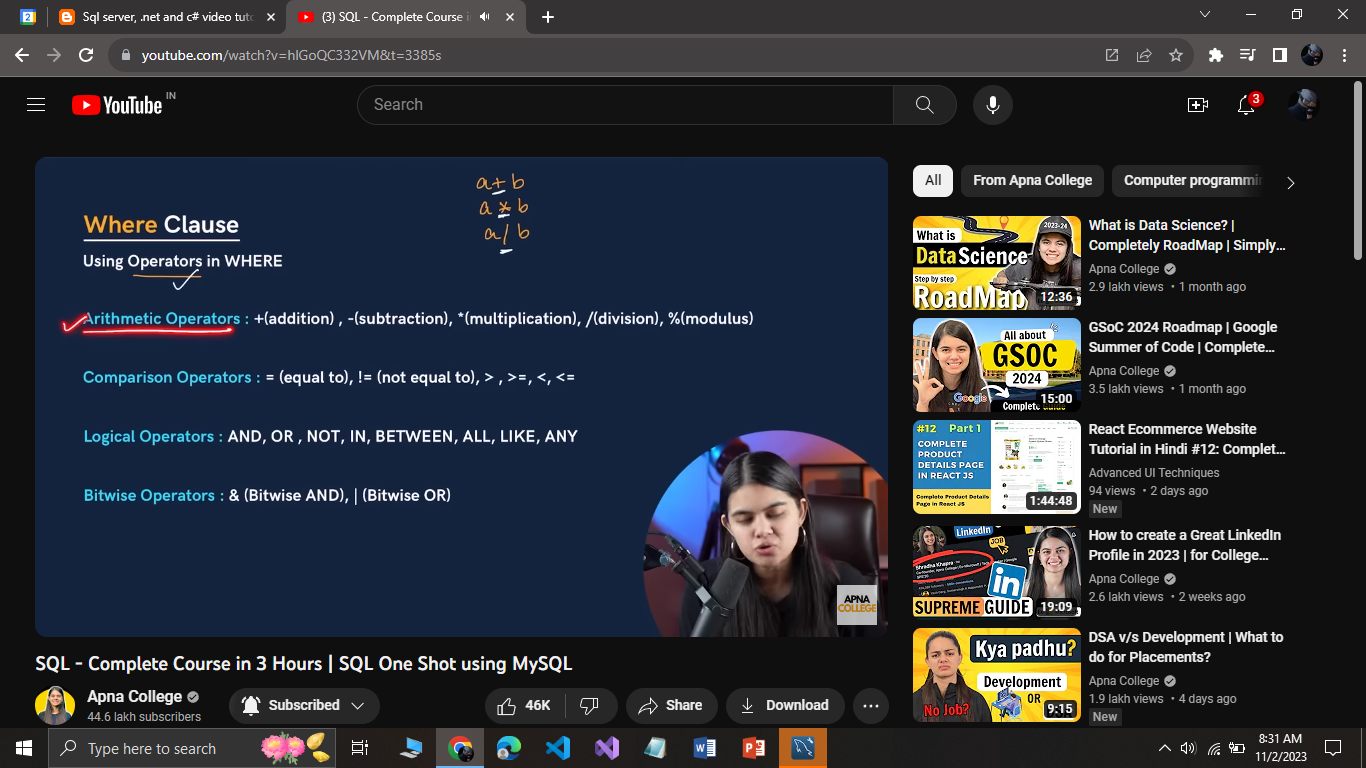 Sql server, .net and c# video tuto
(3) SQL - Complete Course in
youtube.com/watch?v=hlGoQC332VM&t=3385s
YouTube IN
Search
3
a + b
a * b
a / b
Where Clause
Using Operators in WHERE
Arithmetic Operators : +(addition) , -(subtraction), *(multiplication), /(division), %(modulus)
Comparison Operators : = (equal to), != (not equal to), > , >=, <, <=
Logical Operators : AND, OR , NOT, IN, BETWEEN, ALL, LIKE, ANY
Bitwise Operators : & (Bitwise AND), | (Bitwise OR)
APNA
COLLEGE
SQL - Complete Course in 3 Hours | SQL One Shot using MySQL
Apna College
44.6 lakh subscribers
Subscribed
46K
Share
Download
All
From Apna College
Computer programmin
What is
Data Science
Step by step
RoadMap
2023-24
12:36
What is Data Science? |
Completely RoadMap | Simply...
Apna College
2.9 lakh views • 1 month ago
All about
GSOC
2024
Google
Complete Guide
15:00
GSoC 2024 Roadmap | Google
Summer of Code | Complete...
Apna College
3.5 lakh views • 1 month ago
#12 Part 1
COMPLETE
PRODUCT
DETAILS PAGE
IN REACT JS
Complete Product Details
Page in React JS
1:44:48
React Ecommerce Website
Tutorial in Hindi #12: Complet...
Advanced UI Techniques
94 views • 2 days ago
New
LinkedIn
JOB
Shradha Khapra
in
SUPREME GUIDE
19:09
How to create a Great LinkedIn
Profile in 2023 | for College...
Apna College
2.6 lakh views • 2 weeks ago
Kya padhu?
Development
OR
No Job?
9:15
DSA v/s Development | What to
do for Placements?
Apna College
1.9 lakh views • 4 days ago
New
Type here to search
8:31 AM
11/2/2023